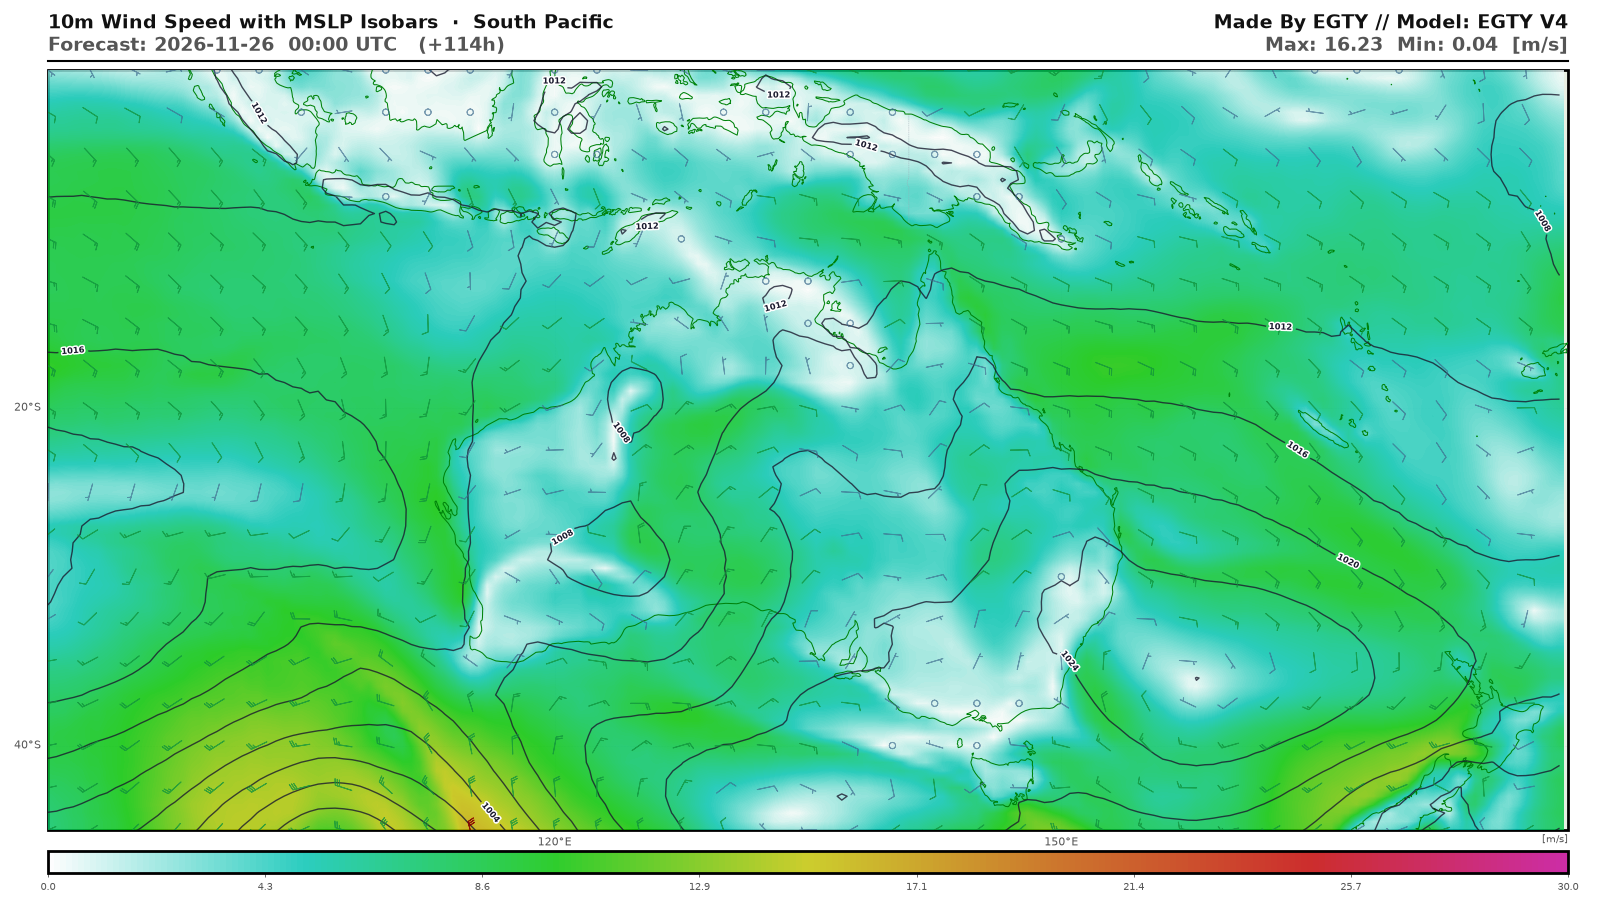 10m Wind Speed with MSLP Isobars · South Pacific
Made By EGTY // Model: EGTY V4
Forecast: 2026-11-26 00:00 UTC (+114h)
Max: 16.23 Min: 0.04 [m/s]
1012
1012
1012
1012
1008
1012
1012
1012
1016
20°S
1008
1016
1008
1020
1024
40°S
1004
120°E
150°E
[m/s]
0.0
4.3
8.6
12.9
17.1
21.4
25.7
30.0